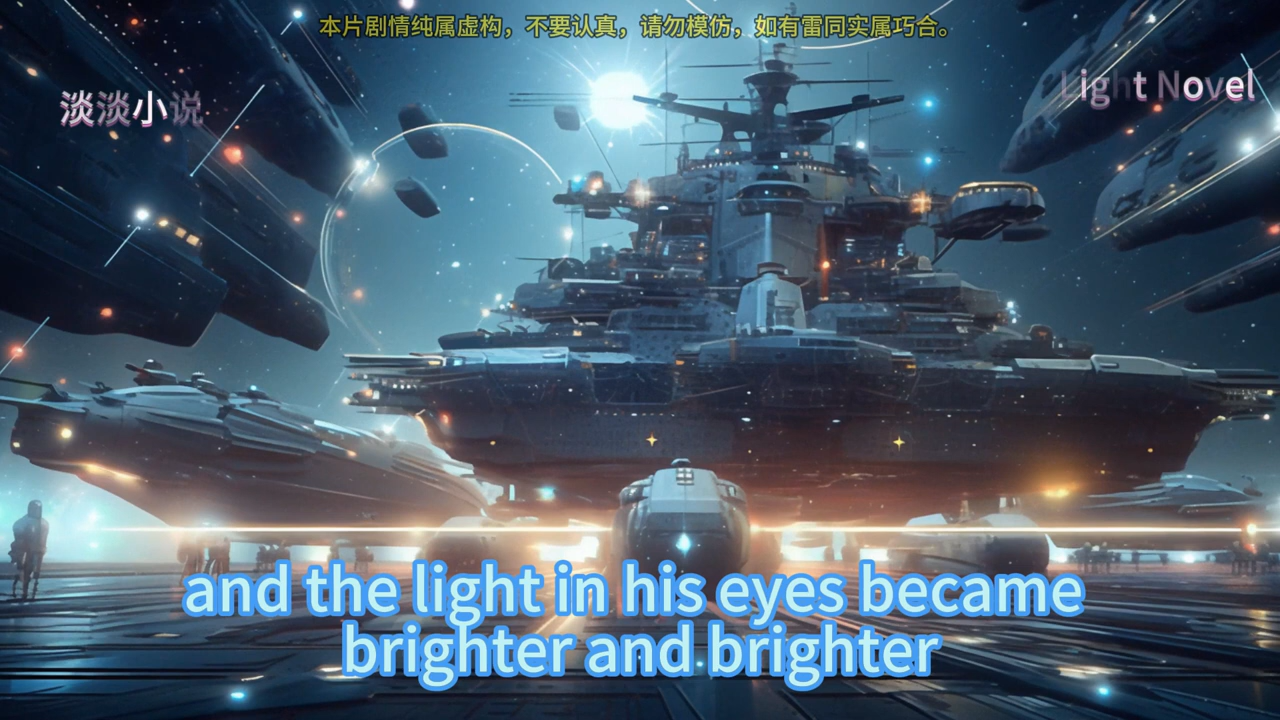 本片剧情纯属虚构，不要认真，请勿模仿，如有雷同实属巧合。
淡淡小说
Light Novel
and the light in his eyes became
brighter and brighter